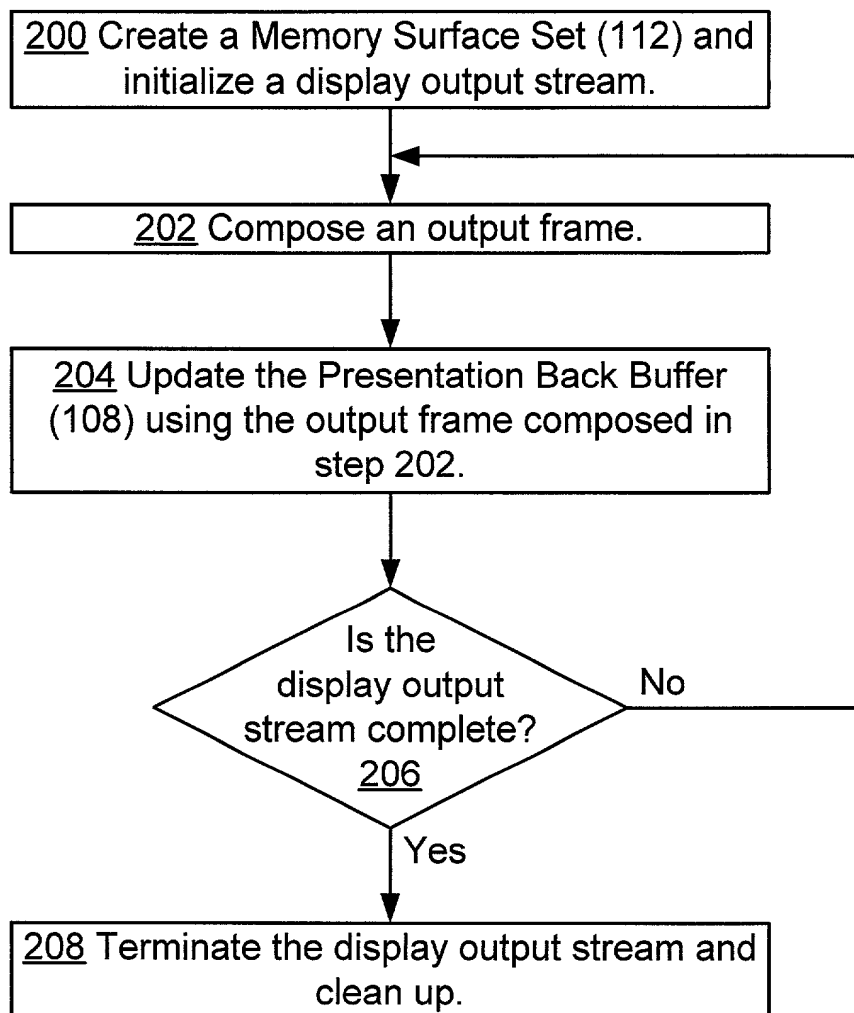 200 Create a Memory Surface Set (112) and
initialize a display output stream.
202 Compose an output frame.
204 Update the Presentation Back Buffer
(108) using the output frame composed in
step 202.
Is the
display output
stream complete?
206
No
Yes
208 Terminate the display output stream and
clean up.